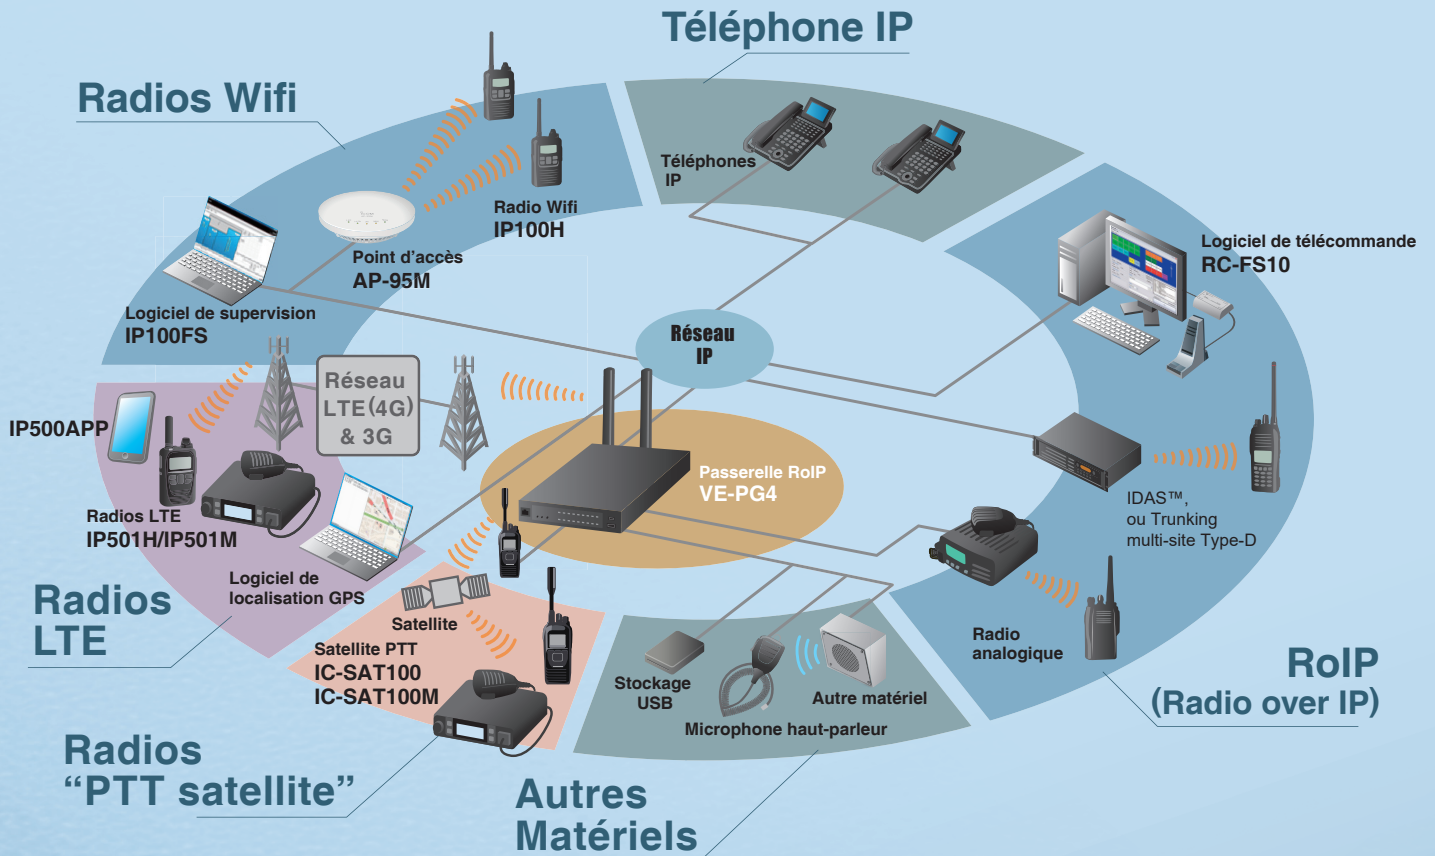 Téléphone IP
Radios Wifi
Téléphones
IP
Radio Wifi
IP100H
Point d'accès
AP-95M
Logiciel de supervision
IP100FS
Logiciel de télécommande
RC-FS10
Réseau
IP
Réseau
LTE (4G)
& 3G
IP500APP
Passerelle RoIP
VE-PG4
Radios LTE
IP501H/IP501M
IDAS™,
ou Trunking
multi-site Type-D
Logiciel de
localisation GPS
Radios
LTE
Satellite
Satellite PTT
IC-SAT100
IC-SAT100M
Radio
analogique
Stockage
USB
Autre matériel
Microphone haut-parleur
RoIP
(Radio over IP)
Radios
“PTT satellite”
Autres
Matériels